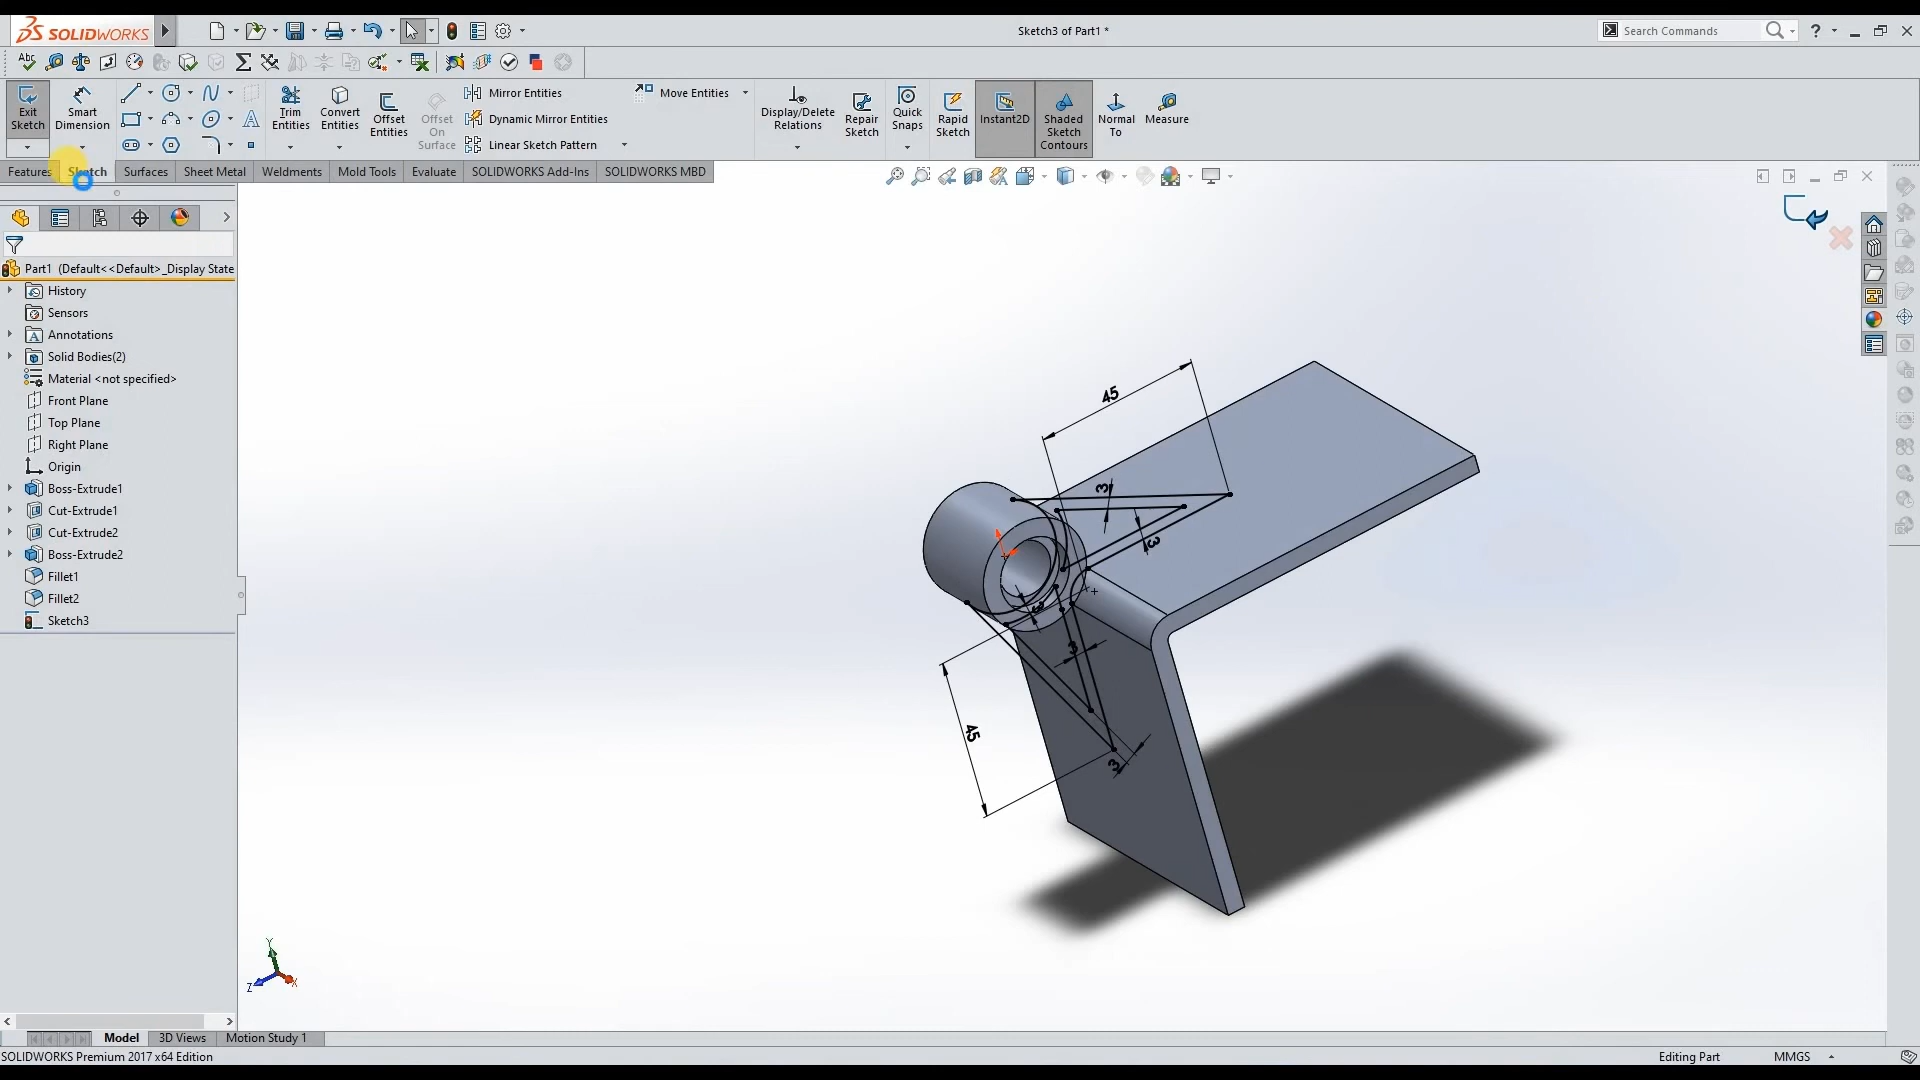 SOLIDWORKS
Sketch3 of Part1 *
Search Commands
?
Abc
Exit Sketch
Smart Dimension
Trim Entities
Convert Entities
Offset Entities
Offset On Surface
Mirror Entities
Dynamic Mirror Entities
Linear Sketch Pattern
Move Entities
Display/Delete Relations
Repair Sketch
Quick Snaps
Rapid Sketch
Instant2D
Shaded Sketch Contours
Normal To
Measure
Features
Sketch
Surfaces
Sheet Metal
Weldments
Mold Tools
Evaluate
SOLIDWORKS Add-Ins
SOLIDWORKS MBD
Part1 (Default<<Default>_Display State
History
Sensors
Annotations
Solid Bodies(2)
Material <not specified>
Front Plane
Top Plane
Right Plane
Origin
Boss-Extrude1
Cut-Extrude1
Cut-Extrude2
Boss-Extrude2
Fillet1
Fillet2
Sketch3
45
3
3
3
3
45
3
Y
Z
X
Model
3D Views
Motion Study 1
SOLIDWORKS Premium 2017 x64 Edition
Editing Part
MMGS